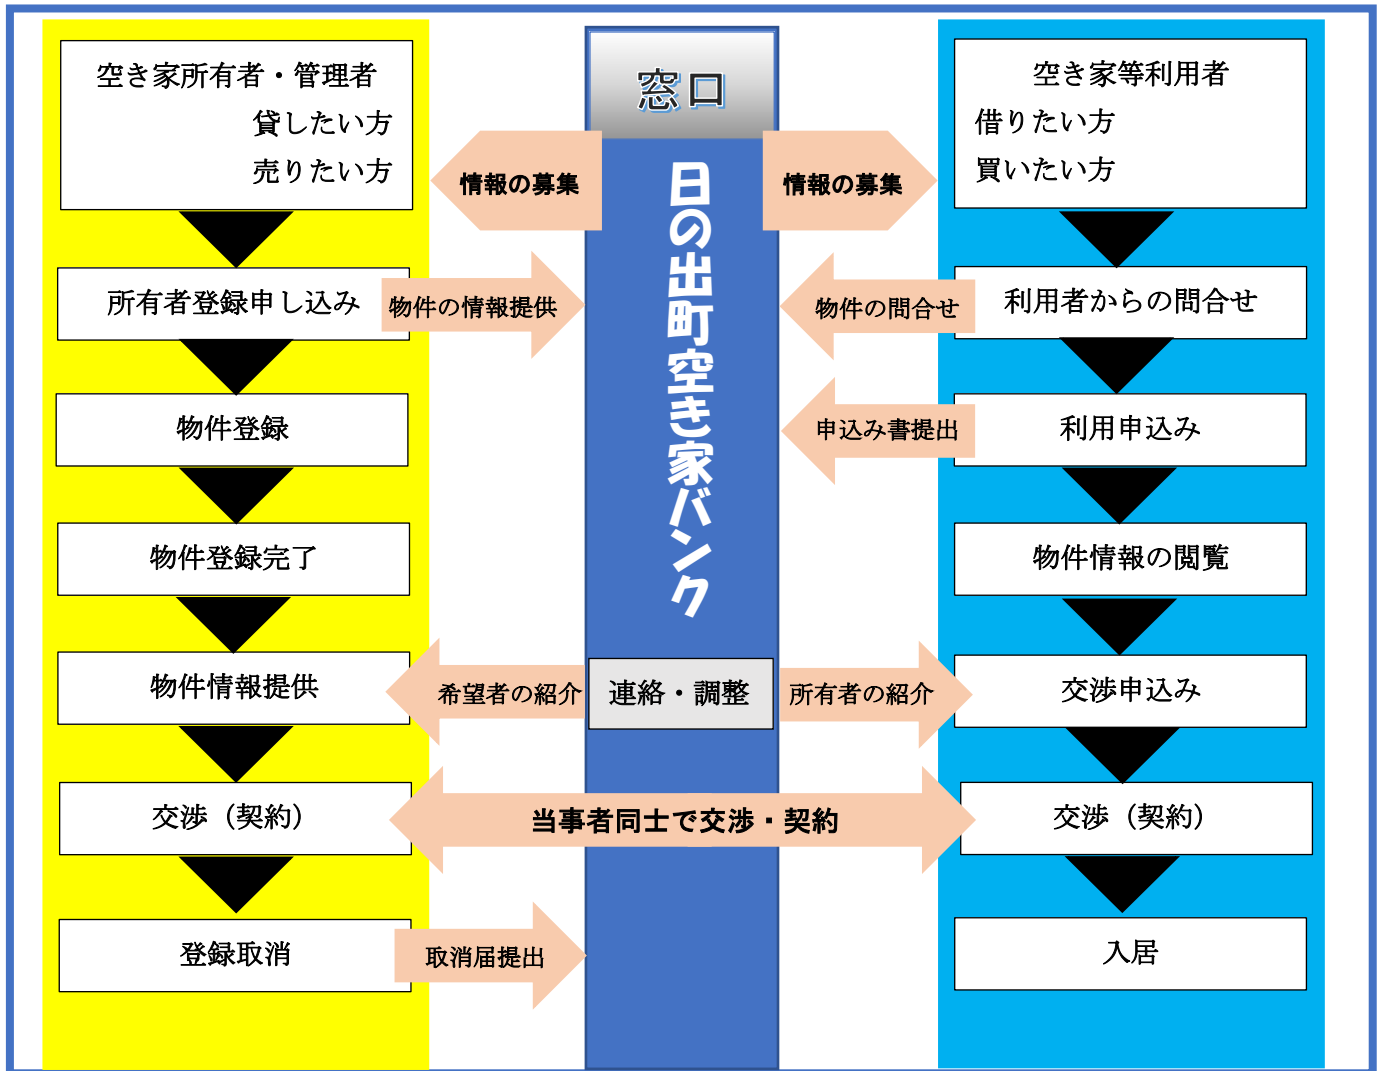 空き家所有者・管理者
貸したい方
売りたい方
所有者登録申し込み
物件登録
物件登録完了
物件情報提供
交渉（契約）
登録取消
情報の募集
物件の情報提供
希望者の紹介
取消届提出
窓口
日の出町空き家バンク
連絡・調整
当事者同士で交渉・契約
情報の募集
物件の問合せ
申込み書提出
所有者の紹介
空き家等利用者
借りたい方
買いたい方
利用者からの問合せ
利用申込み
物件情報の閲覧
交渉申込み
交渉（契約）
入居